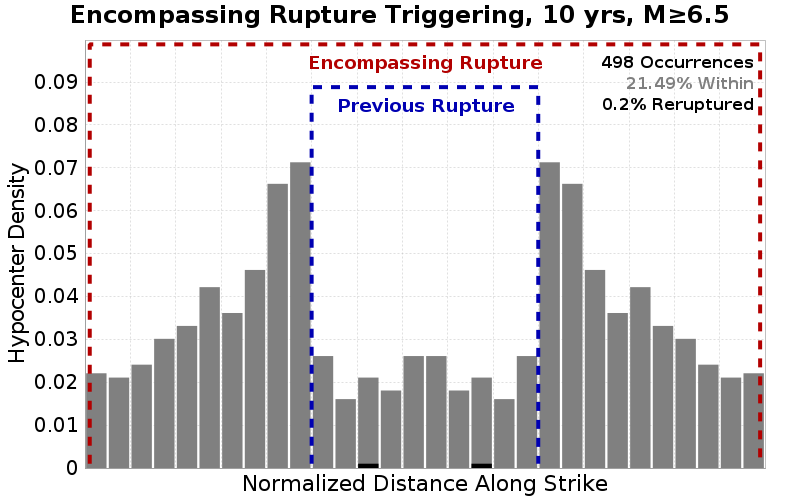 Encompassing Rupture Triggering, 10 yrs, M≥6.5
Encompassing Rupture
498 Occurrences
21.49% Within
0.2% Reruptured
Previous Rupture
Hypocenter Density
0.09
0.08
0.07
0.06
0.05
0.04
0.03
0.02
0.01
0
Normalized Distance Along Strike